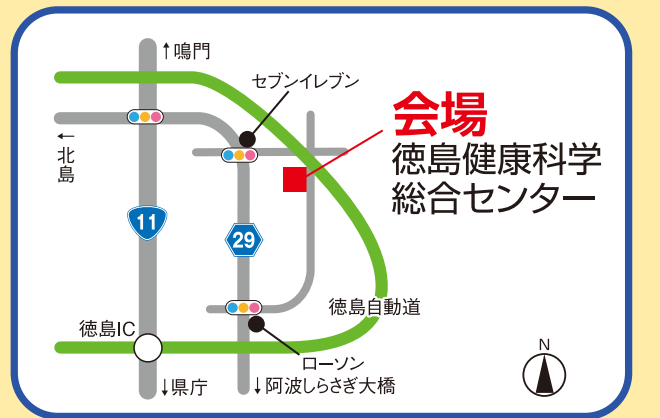 ↑鳴門
セブンイレブン
会場
徳島健康科学
総合センター
←
北島
11
29
徳島自動道
徳島IC
ローソン
↓県庁
↓阿波しらさぎ大橋
N